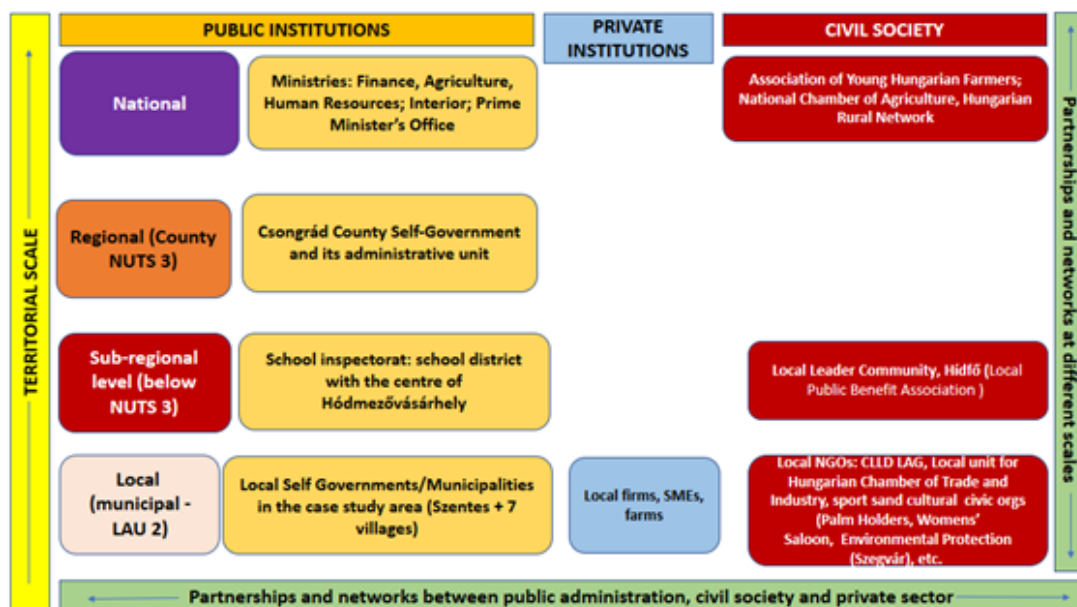 PUBLIC INSTITUTIONS
PRIVATE
INSTITUTIONS
CIVIL SOCIETY
TERRITORIAL SCALE
National
Ministries: Finance, Agriculture,
Human Resources; Interior; Prime
Minister's Office
Association of Young Hungarian Farmers;
National Chamber of Agriculture, Hungarian
Rural Network
Regional (County
NUTS 3)
Csongrád County Self-Government
and its administrative unit
Sub-regional
level (below
NUTS 3)
School inspectorat: school district
with the centre of
Hódmezővásárhely
Local Leader Community, Hídfő (Local
Public Benefit Association )
Local
(municipal -
LAU 2)
Local Self Governments/Municipalities
in the case study area (Szentes + 7
villages)
Local firms, SMEs,
farms
Local NGOs: CLLD LAG, Local unit for
Hungarian Chamber of Trade and
Industry, sport sand cultural civic orgs
(Palm Holders, Womens'
Saloon, Environmental Protection
(Szegvár), etc.
Partnerships and networks at different scales
Partnerships and networks between public administration, civil society and private sector